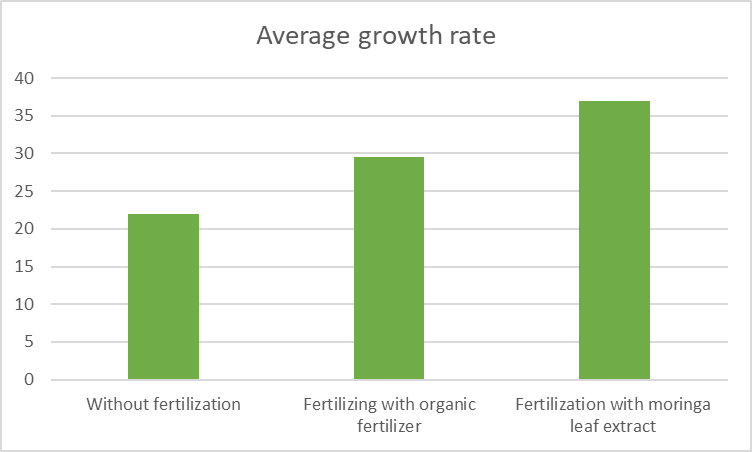 Average growth rate
40
35
30
25
20
15
10
5
0
Without fertilization
Fertilizing with organic
fertilizer
Fertilization with moringa
leaf extract